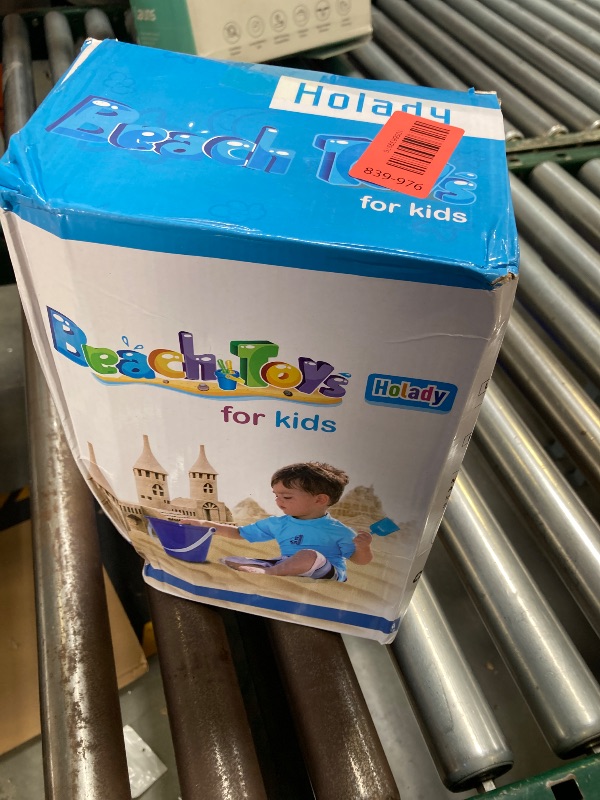 Holady
Beach Toys
for kids
839-976
Beach Toys
Holady
for kids